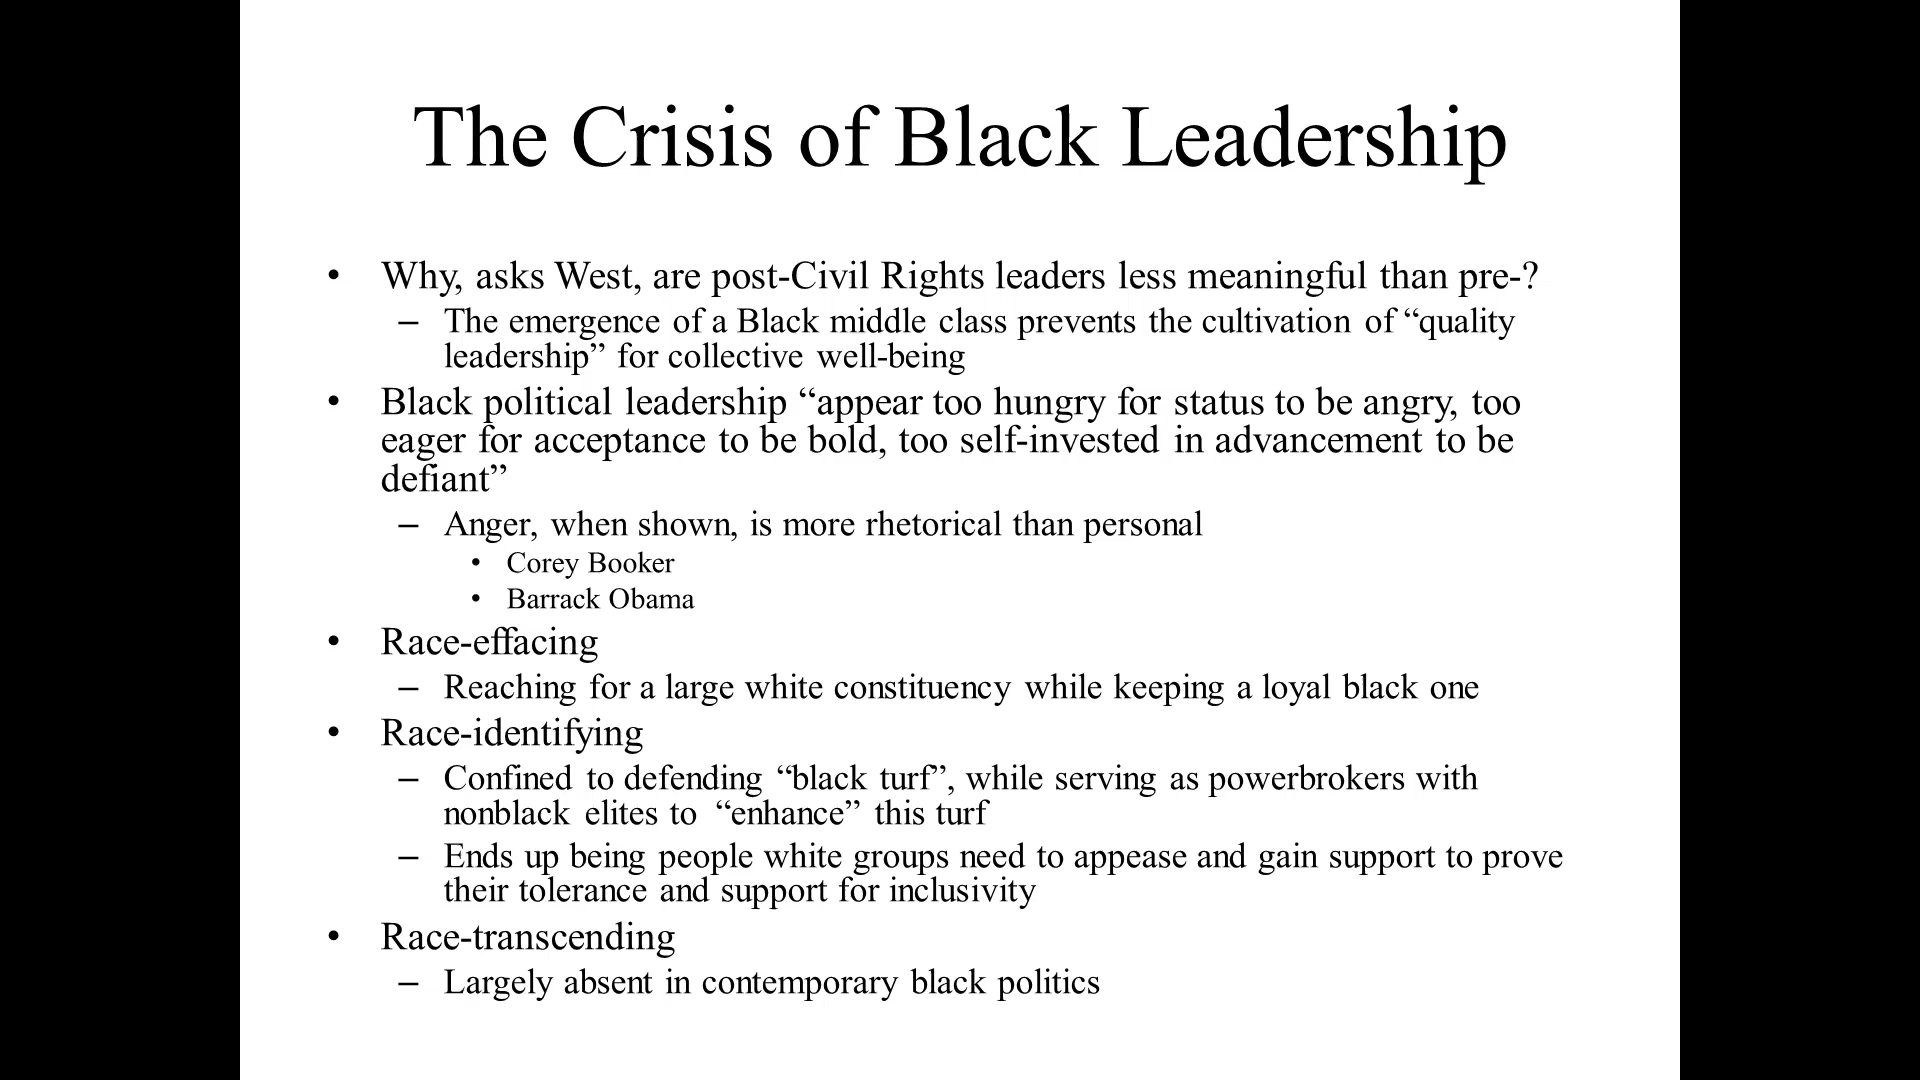 The Crisis of Black Leadership
• Why, asks West, are post-Civil Rights leaders less meaningful than pre-?
– The emergence of a Black middle class prevents the cultivation of “quality
leadership” for collective well-being
• Black political leadership “appear too hungry for status to be angry, too
eager for acceptance to be bold, too self-invested in advancement to be
defiant”
– Anger, when shown, is more rhetorical than personal
• Corey Booker
• Barrack Obama
• Race-effacing
– Reaching for a large white constituency while keeping a loyal black one
• Race-identifying
– Confined to defending “black turf”, while serving as powerbrokers with
nonblack elites to “enhance” this turf
– Ends up being people white groups need to appease and gain support to prove
their tolerance and support for inclusivity
• Race-transcending
– Largely absent in contemporary black politics